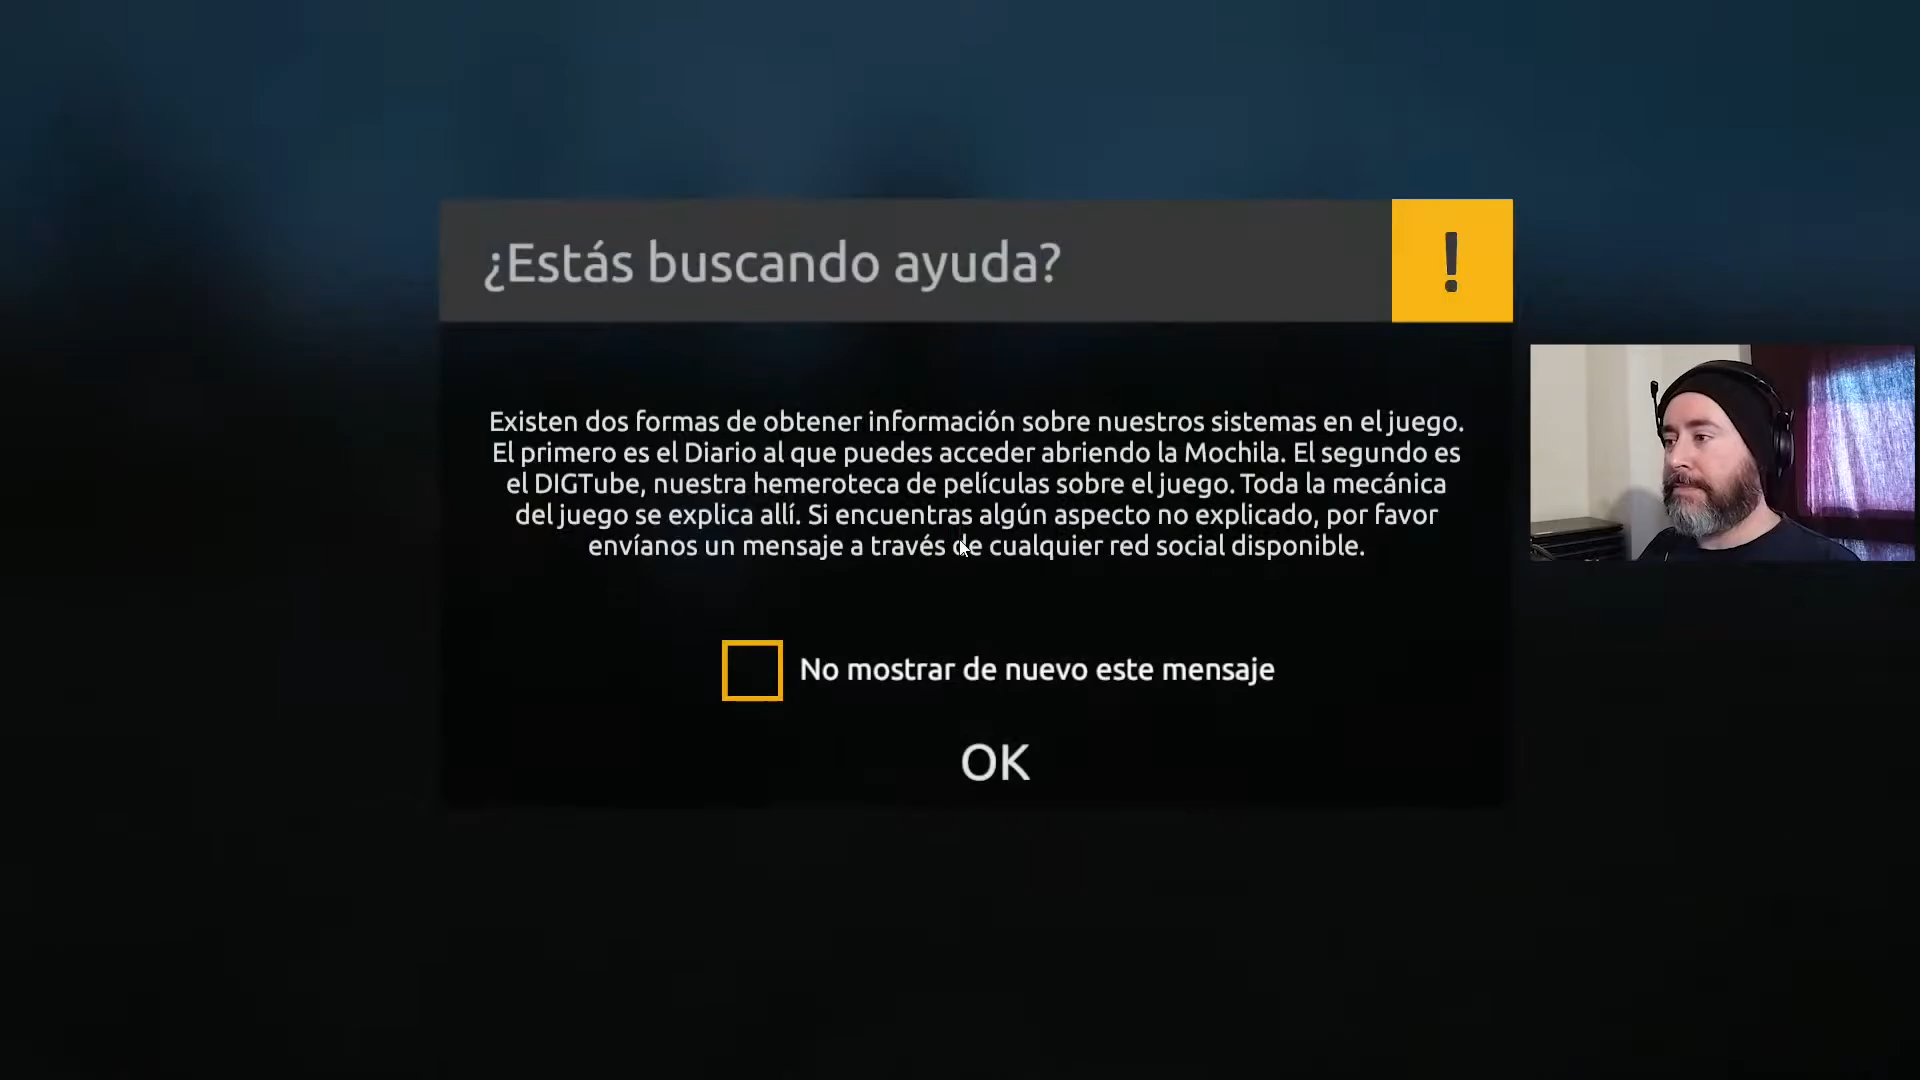 ¿Estás buscando ayuda?
!
Existen dos formas de obtener información sobre nuestros sistemas en el juego.
El primero es el Diario al que puedes acceder abriendo la Mochila. El segundo es
el DIGTube, nuestra hemeroteca de películas sobre el juego. Toda la mecánica
del juego se explica allí. Si encuentras algún aspecto no explicado, por favor
envíanos un mensaje a través de cualquier red social disponible.
No mostrar de nuevo este mensaje
OK